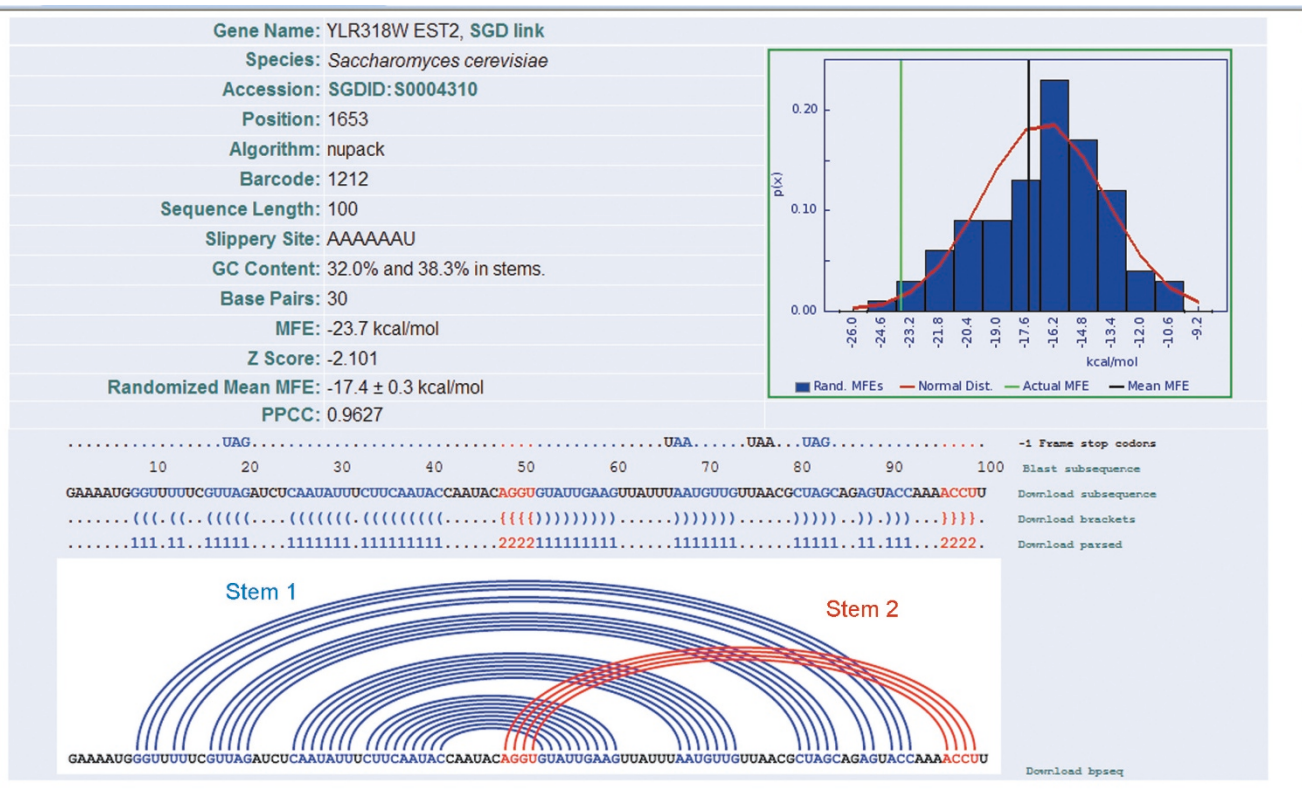 Gene Name: YLR318W EST2, SGD link
Species: Saccharomyces cerevisiae
Accession: SGDID:S0004310
Position: 1653
Algorithm: nupack
Barcode: 1212
Sequence Length: 100
Slippery Site: AAAAAAU
GC Content: 32.0% and 38.3% in stems.
Base Pairs: 30
MFE: -23.7 kcal/mol
Z Score: -2.101
Randomized Mean MFE: -17.4 ± 0.3 kcal/mol
PPCC: 0.9627
p(x)
0.20
0.10
0.00
-26.0 -24.6 -23.2 -21.8 -20.4 -19.0 -17.6 -16.2 -14.8 -13.4 -12.0 -10.6 -9.2
kcal/mol
Rand. MFEs Normal Dist. Actual MFE Mean MFE
.................UAG.............................................UAA......UAA...UAG................. -1 Frame stop codons
10 20 30 40 50 60 70 80 90 100 Blast subsequence
GAAAAUGGGUUUUUCGUUAGAUCUCAAUAUUUCUUCAAUACCAAUACAGGUGUAUUGAAGUUAUUUAAUGUUGUUAACGCUAGCAGAGUACCAAAACCUU Download subsequence
.......(((.((..(((((....(((((((.(((((((((......{{{{)))))))))......)))))))......)))))..)).)))...}}}}. Download brackets
.......111.11..11111....1111111.111111111......2222111111111......1111111......11111..11.111...2222. Download parsed
Stem 1
Stem 2
GAAAAUGGGUUUUUCGUUAGAUCUCAAUAUUUCUUCAAUACCAAUACAGGUGUAUUGAAGUUAUUUAAUGUUGUUAACGCUAGCAGAGUACCAAAACCUU
Download bpseq